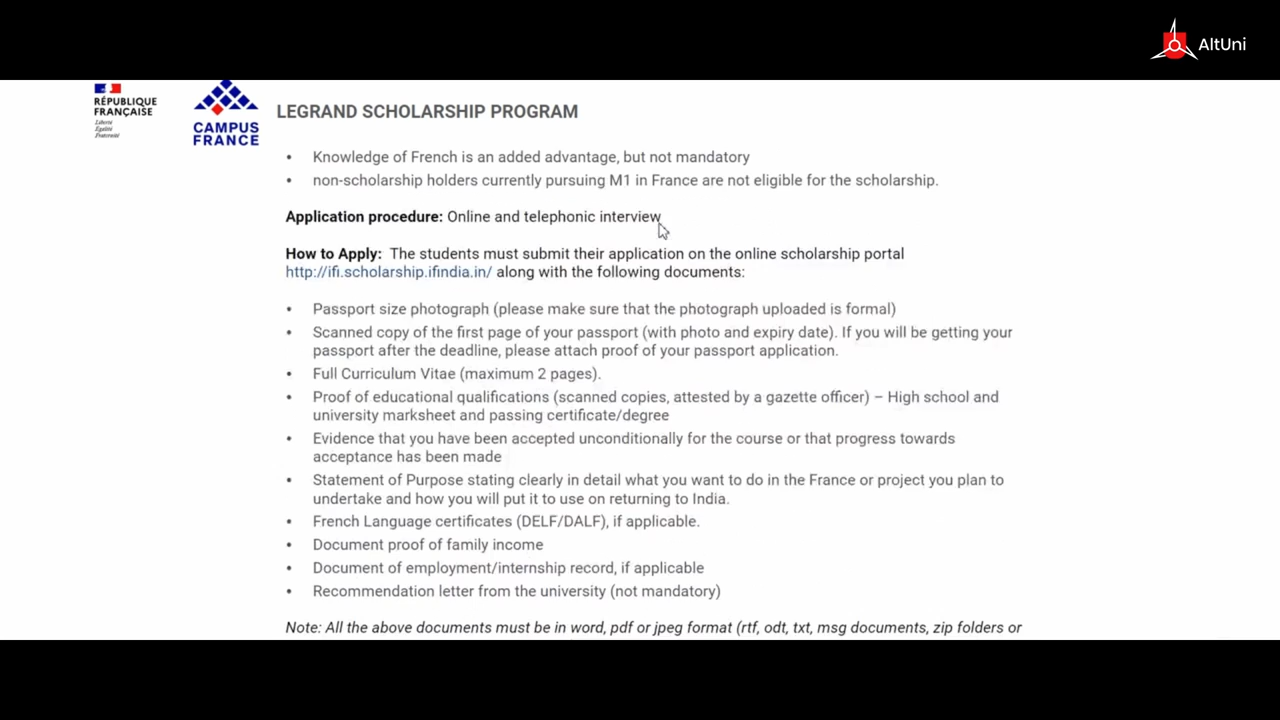 AltUni
RÉPUBLIQUE
FRANÇAISE
Liberté
Égalité
Fraternité
CAMPUS
FRANCE
LEGRAND SCHOLARSHIP PROGRAM
• Knowledge of French is an added advantage, but not mandatory
• non-scholarship holders currently pursuing M1 in France are not eligible for the scholarship.
Application procedure: Online and telephonic interview
How to Apply: The students must submit their application on the online scholarship portal
http://ifi.scholarship.ifindia.in/ along with the following documents:
• Passport size photograph (please make sure that the photograph uploaded is formal)
• Scanned copy of the first page of your passport (with photo and expiry date). If you will be getting your
passport after the deadline, please attach proof of your passport application.
• Full Curriculum Vitae (maximum 2 pages).
• Proof of educational qualifications (scanned copies, attested by a gazette officer) – High school and
university marksheet and passing certificate/degree
• Evidence that you have been accepted unconditionally for the course or that progress towards
acceptance has been made
• Statement of Purpose stating clearly in detail what you want to do in the France or project you plan to
undertake and how you will put it to use on returning to India.
• French Language certificates (DELF/DALF), if applicable.
• Document proof of family income
• Document of employment/internship record, if applicable
• Recommendation letter from the university (not mandatory)
Note: All the above documents must be in word, pdf or jpeg format (rtf, odt, txt, msg documents, zip folders or